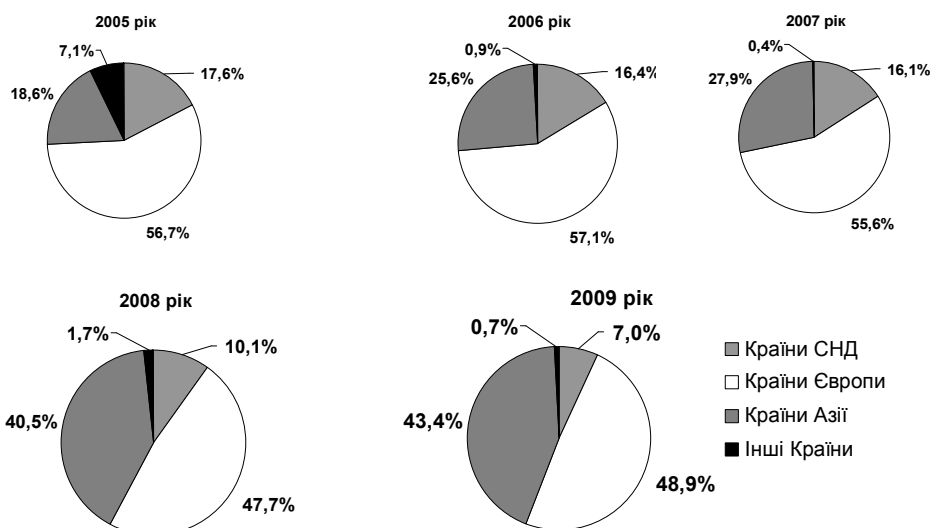 2005 рік
7,1%
17,6%
18,6%
56,7%
2006 рік
0,9%
25,6%
16,4%
57,1%
2007 рік
0,4%
27,9%
16,1%
55,6%
2008 рік
1,7%
10,1%
40,5%
47,7%
2009 рік
0,7%
7,0%
43,4%
48,9%
Країни СНД
Країни Європи
Країни Азії
Інші Країни